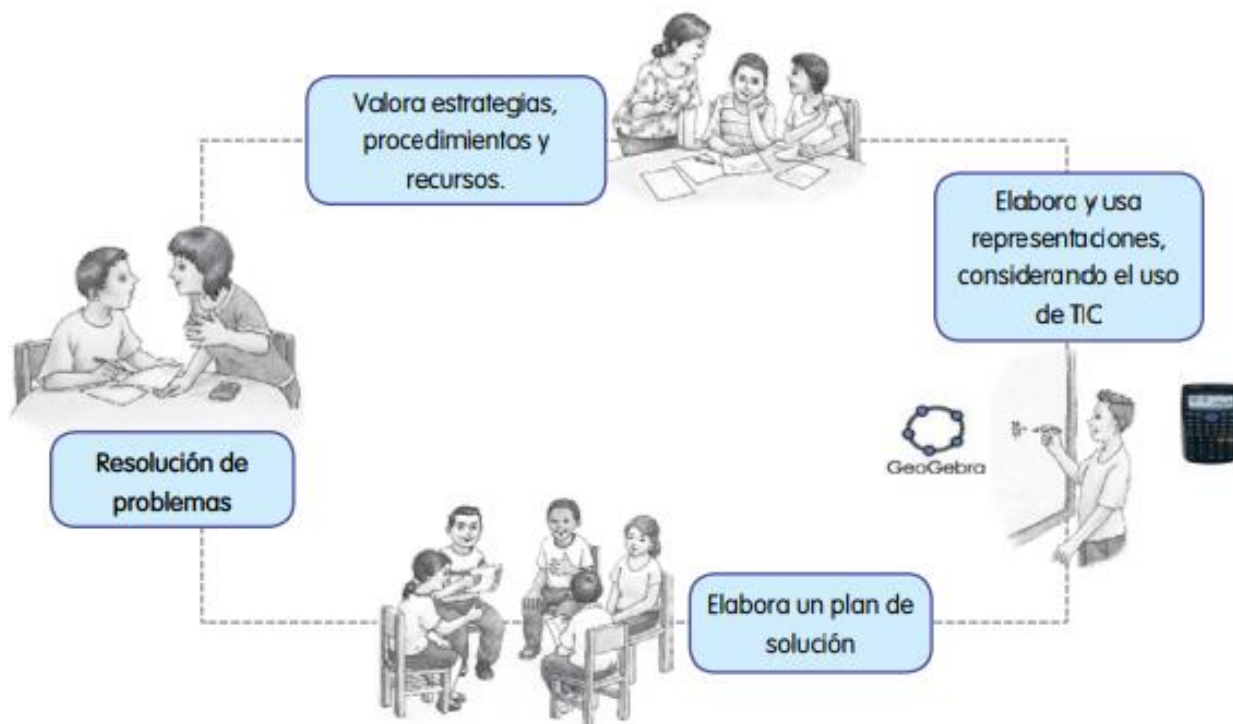 Valora estrategias,
procedimientos y
recursos.
Elabora y usa
representaciones,
considerando el uso
de TIC
GeoGebra
Resolución de
problemas
Elabora un plan de
solución